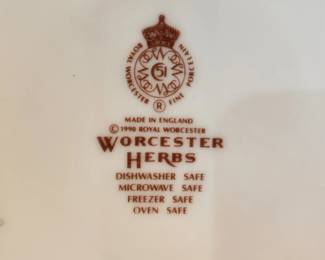 ROYAL WORCESTER
FINE PORCELAIN
51
®
MADE IN ENGLAND
© 1990 ROYAL WORCESTER
WORCESTER
HERBS
DISHWASHER SAFE
MICROWAVE SAFE
FREEZER SAFE
OVEN SAFE